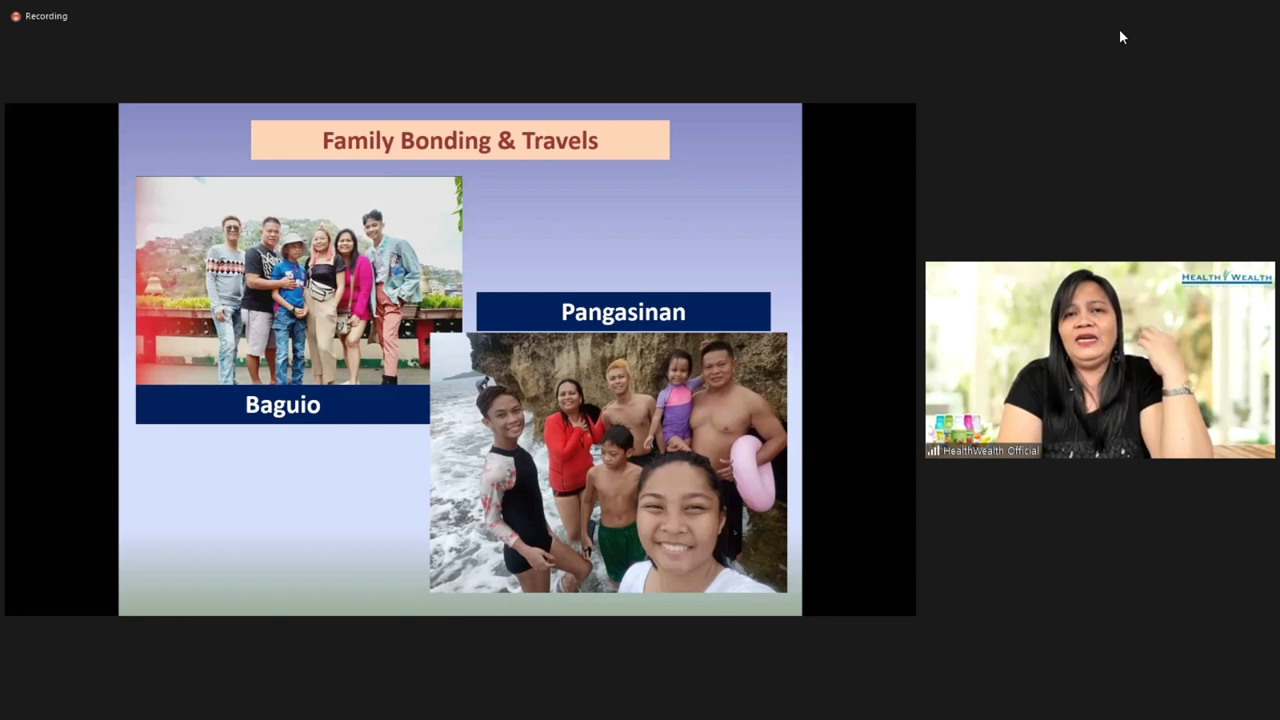 Recording
Family Bonding & Travels
Pangasinan
Baguio
HEALTH WEALTH
HealthWealth Official